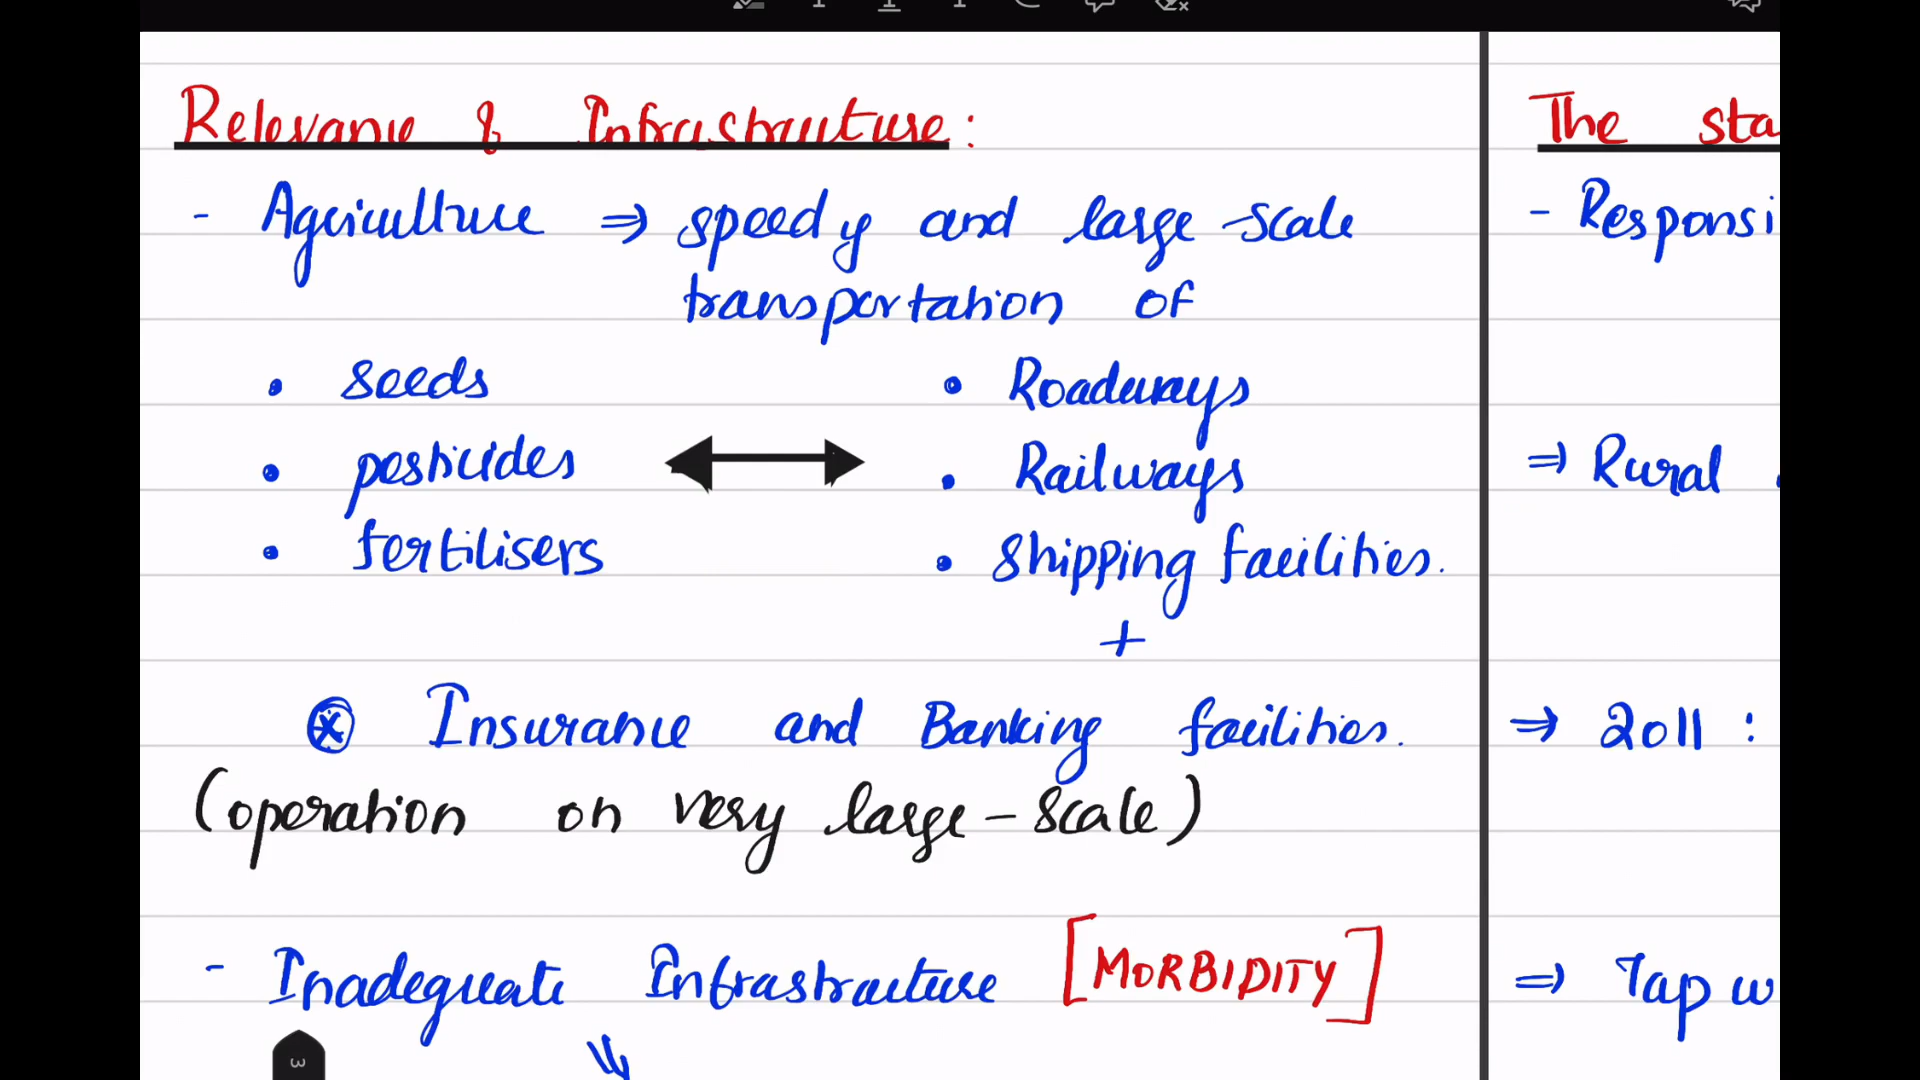 Relevance & Infrastructure:
- Agriculture ⇒ speedy and large-scale
transportation of
• seeds • Roadways
• pesticides ↔ • Railways
• fertilisers • shipping facilities.
+
⊛ Insurance and Banking facilities.
(operation on very large-scale)
- Inadequate Infrastructure [MORBIDITY]
The sta
- Responsi
⇒ Rural
⇒ 2011:
⇒ Tap w
3